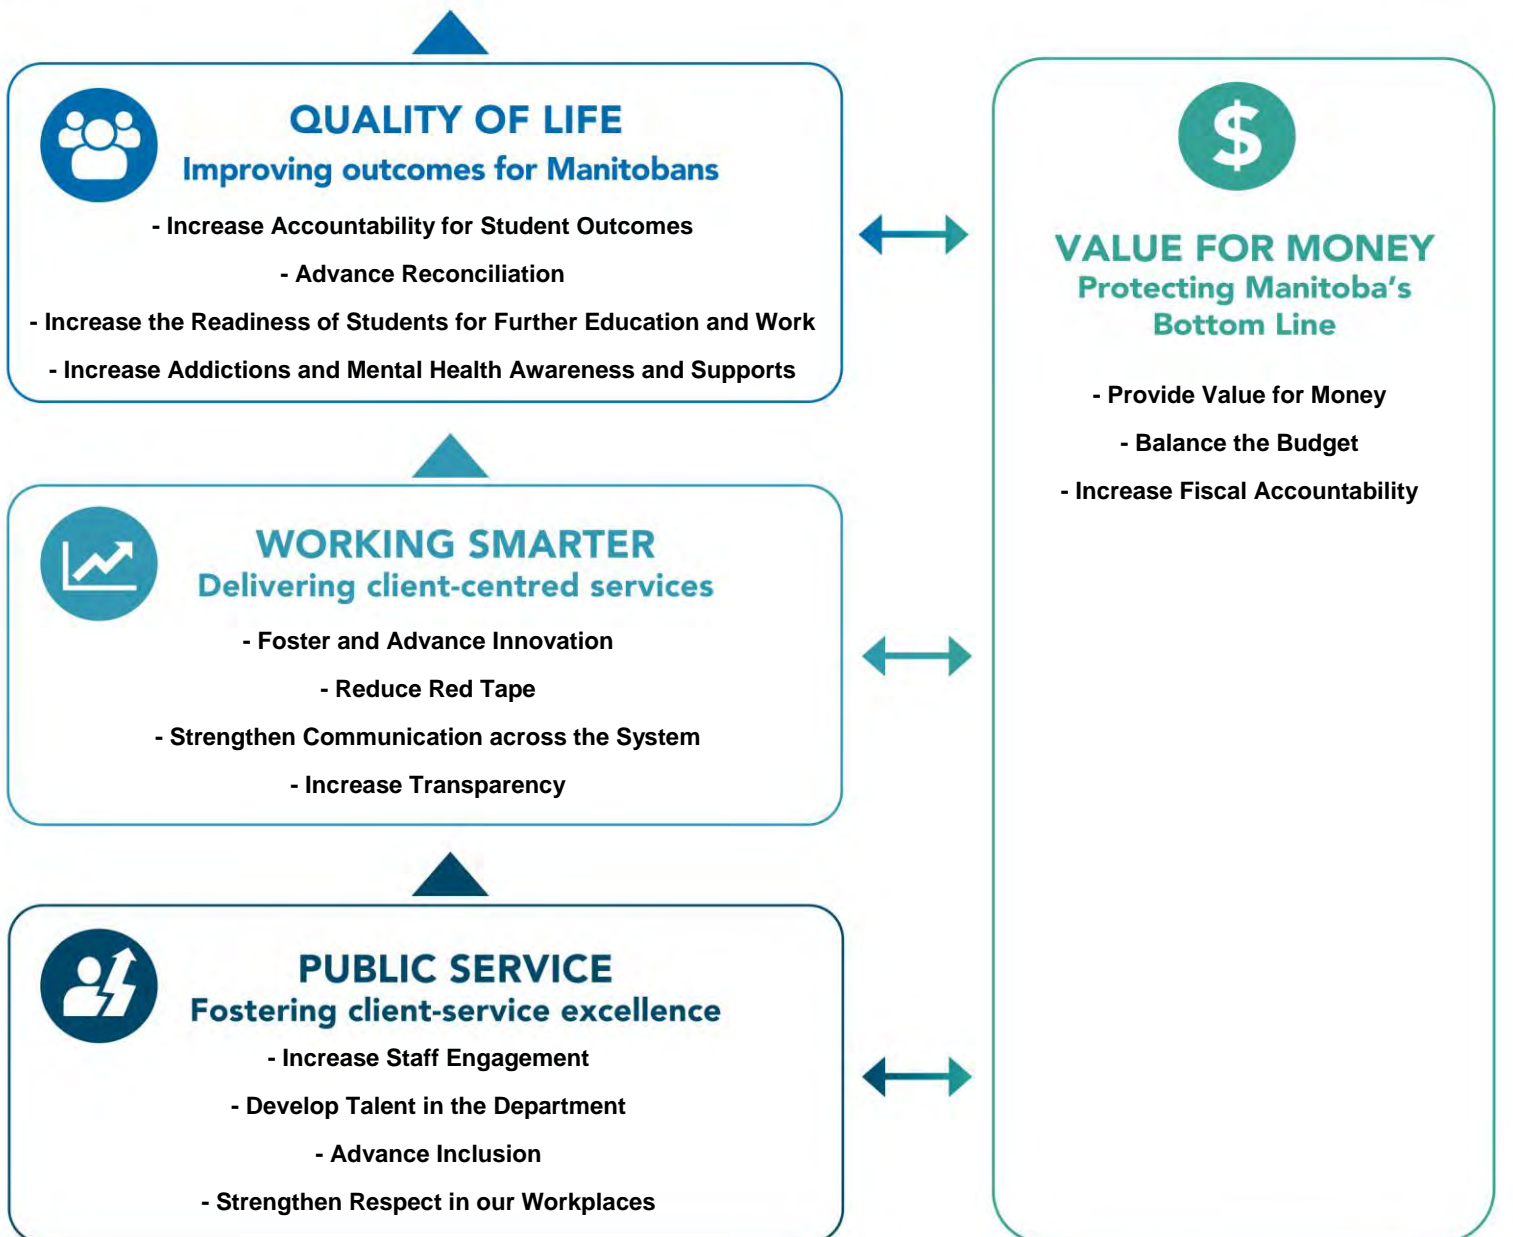 QUALITY OF LIFE
Improving outcomes for Manitobans
- Increase Accountability for Student Outcomes
- Advance Reconciliation
- Increase the Readiness of Students for Further Education and Work
- Increase Addictions and Mental Health Awareness and Supports
WORKING SMARTER
Delivering client-centred services
- Foster and Advance Innovation
- Reduce Red Tape
- Strengthen Communication across the System
- Increase Transparency
PUBLIC SERVICE
Fostering client-service excellence
- Increase Staff Engagement
- Develop Talent in the Department
- Advance Inclusion
- Strengthen Respect in our Workplaces
$
VALUE FOR MONEY
Protecting Manitoba's
Bottom Line
- Provide Value for Money
- Balance the Budget
- Increase Fiscal Accountability